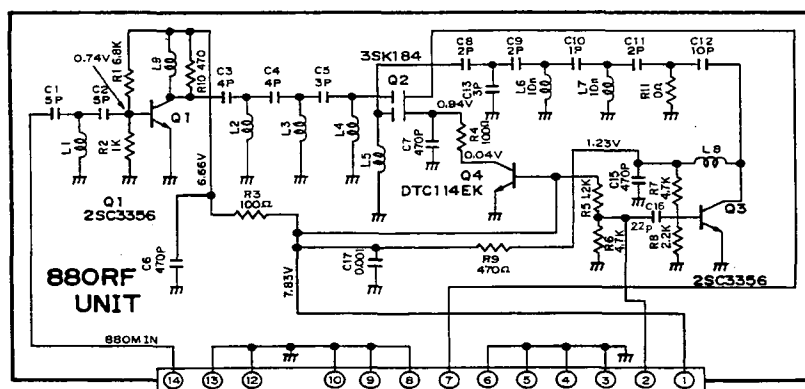 3SK184
C8
2P
C9
2P
C10
1P
C11
2P
C12
10P
0.74V
R1 6.8K
L9
R10 470
C3
4P
C4
4P
C5
3P
Q2
C13
3P
L6
10n
L7
10n
R11
0Ω
C1
5P
C2
5P
Q1
0.94V
L1
R2
1K
L2
L3
L4
L5
C7
470P
R4
100Ω
0.04V
1.23V
L8
6.66V
Q4
DTC114EK
C15
470P
R7
4.7K
Q1
2SC3356
R3
100Ω
R5
1.2K
C16
22P
Q3
R6
4.7K
R8
2.2K
2SC3356
C6
470P
C17
0.001
R9
470Ω
7.83V
880RF
UNIT
880MIN
14 13 12 10 9 8 7 6 5 4 3 2 1